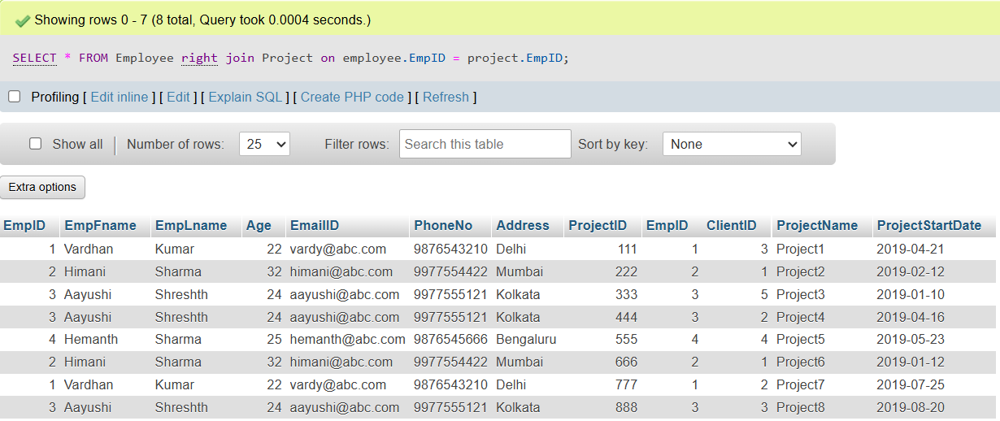 Showing rows 0 - 7 (8 total, Query took 0.0004 seconds.)
SELECT * FROM Employee right join Project on employee.EmpID = project.EmpID;
Profiling [ Edit inline ] [ Edit ] [ Explain SQL ] [ Create PHP code ] [ Refresh ]
Show all Number of rows: 25 Filter rows: Search this table Sort by key: None
Extra options
EmpID EmpFname EmpLname Age EmailID PhoneNo Address ProjectID EmpID ClientID ProjectName ProjectStartDate
1 Vardhan Kumar 22 vardy@abc.com 9876543210 Delhi 111 1 3 Project1 2019-04-21
2 Himani Sharma 32 himani@abc.com 9977554422 Mumbai 222 2 1 Project2 2019-02-12
3 Aayushi Shreshth 24 aayushi@abc.com 9977555121 Kolkata 333 3 5 Project3 2019-01-10
3 Aayushi Shreshth 24 aayushi@abc.com 9977555121 Kolkata 444 3 2 Project4 2019-04-16
4 Hemanth Sharma 25 hemanth@abc.com 9876545666 Bengaluru 555 4 4 Project5 2019-05-23
2 Himani Sharma 32 himani@abc.com 9977554422 Mumbai 666 2 1 Project6 2019-01-12
1 Vardhan Kumar 22 vardy@abc.com 9876543210 Delhi 777 1 2 Project7 2019-07-25
3 Aayushi Shreshth 24 aayushi@abc.com 9977555121 Kolkata 888 3 3 Project8 2019-08-20